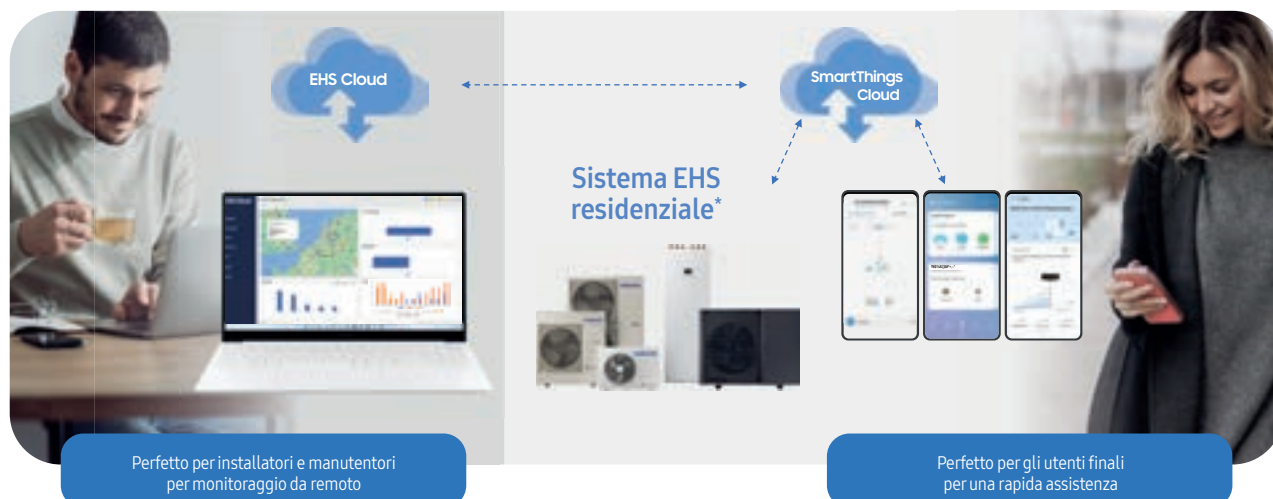 EHS Cloud
SmartThings
Cloud
Sistema EHS
residenziale*
Perfetto per installatori e manutentori
per monitoraggio da remoto
Perfetto per gli utenti finali
per una rapida assistenza